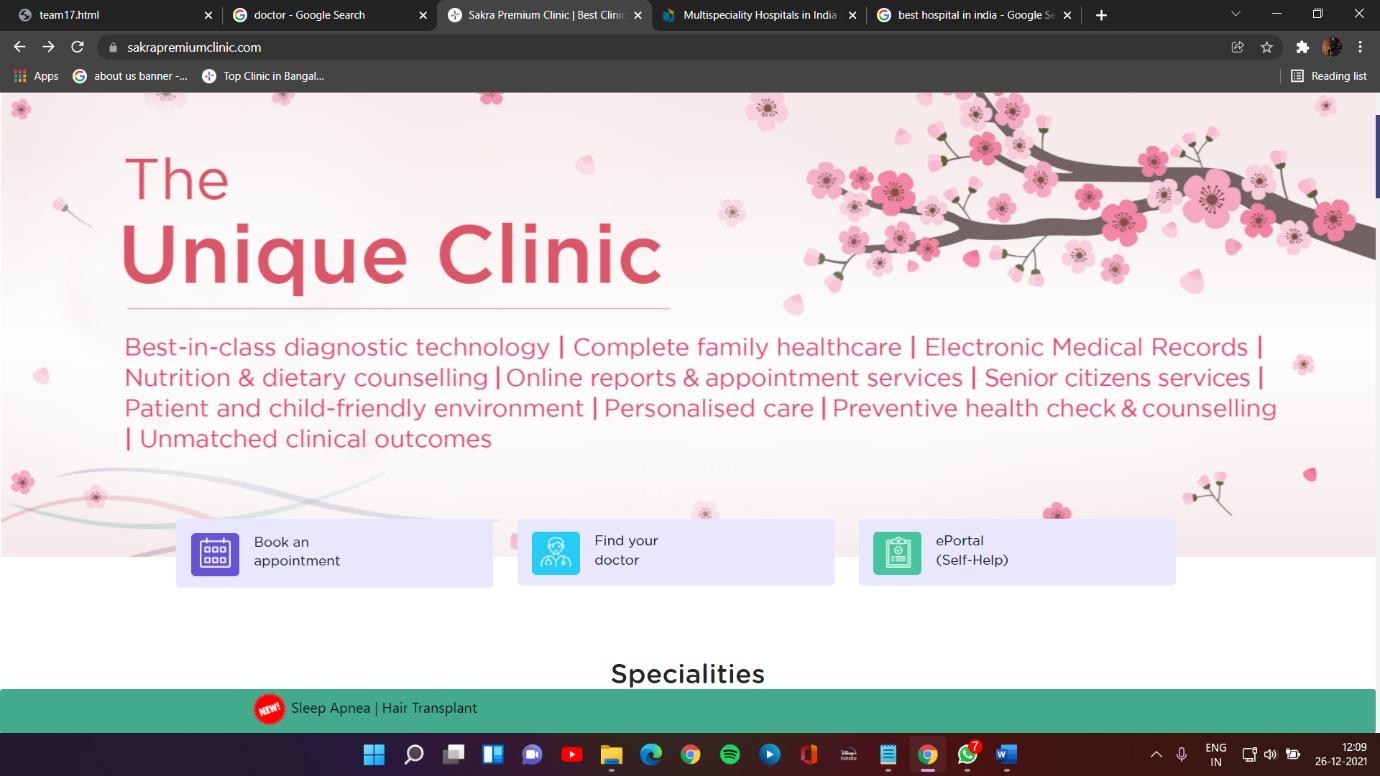 team17.html
doctor - Google Search
Sakra Premium Clinic | Best Clinic
Multispeciality Hospitals in India
best hospital in india - Google Se
sakrapremiumclinic.com
Apps
about us banner -...
Top Clinic in Bangal...
Reading list
The
Unique Clinic
Best-in-class diagnostic technology | Complete family healthcare | Electronic Medical Records |
Nutrition & dietary counselling | Online reports & appointment services | Senior citizens services |
Patient and child-friendly environment | Personalised care | Preventive health check & counselling
| Unmatched clinical outcomes
Book an
appointment
Find your
doctor
ePortal
(Self-Help)
Specialities
NEW!
Sleep Apnea | Hair Transplant
7
ENG
IN
12:09
26-12-2021